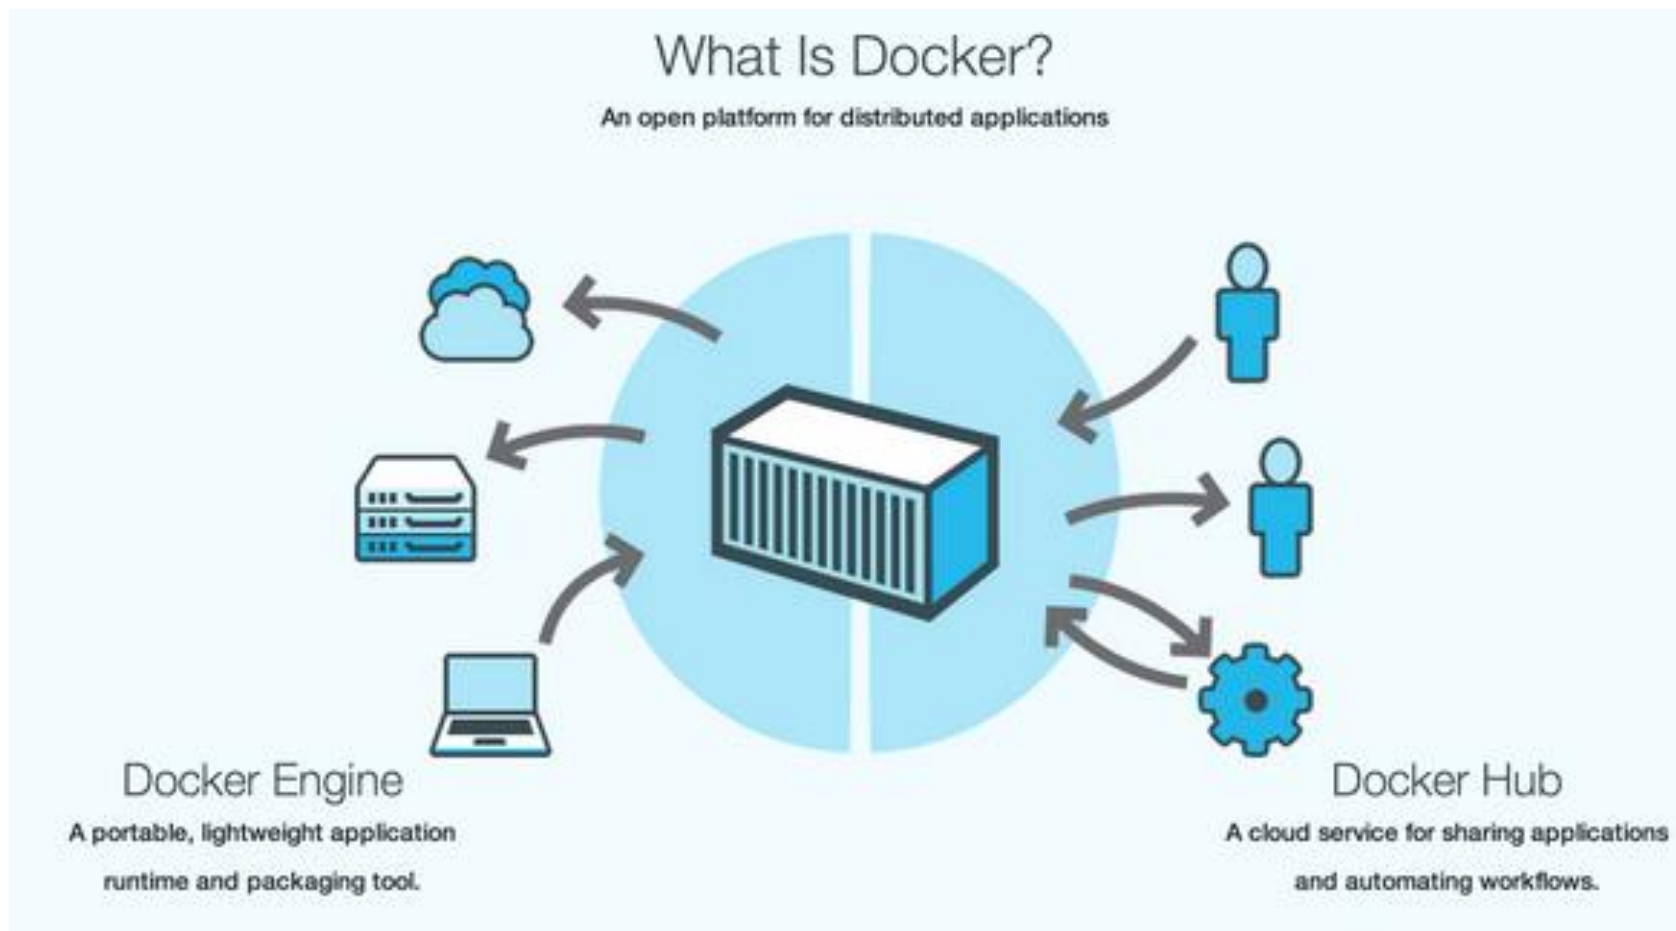 What Is Docker?
An open platform for distributed applications
Docker Engine
A portable, lightweight application
runtime and packaging tool.
Docker Hub
A cloud service for sharing applications
and automating workflows.